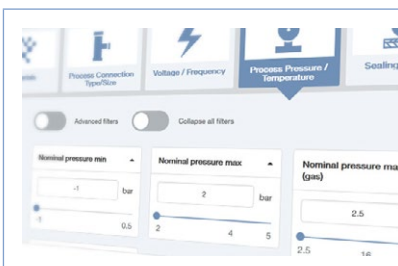 Process Connection
Type/Size
Voltage / Frequency
Process Pressure /
Temperature
Sealing
Advanced filters
Collapse all filters
Nominal pressure min
-1
bar
-1
0.5
Nominal pressure max
2
bar
2
4
5
Nominal pressure ma
(gas)
2.5
2.5
16